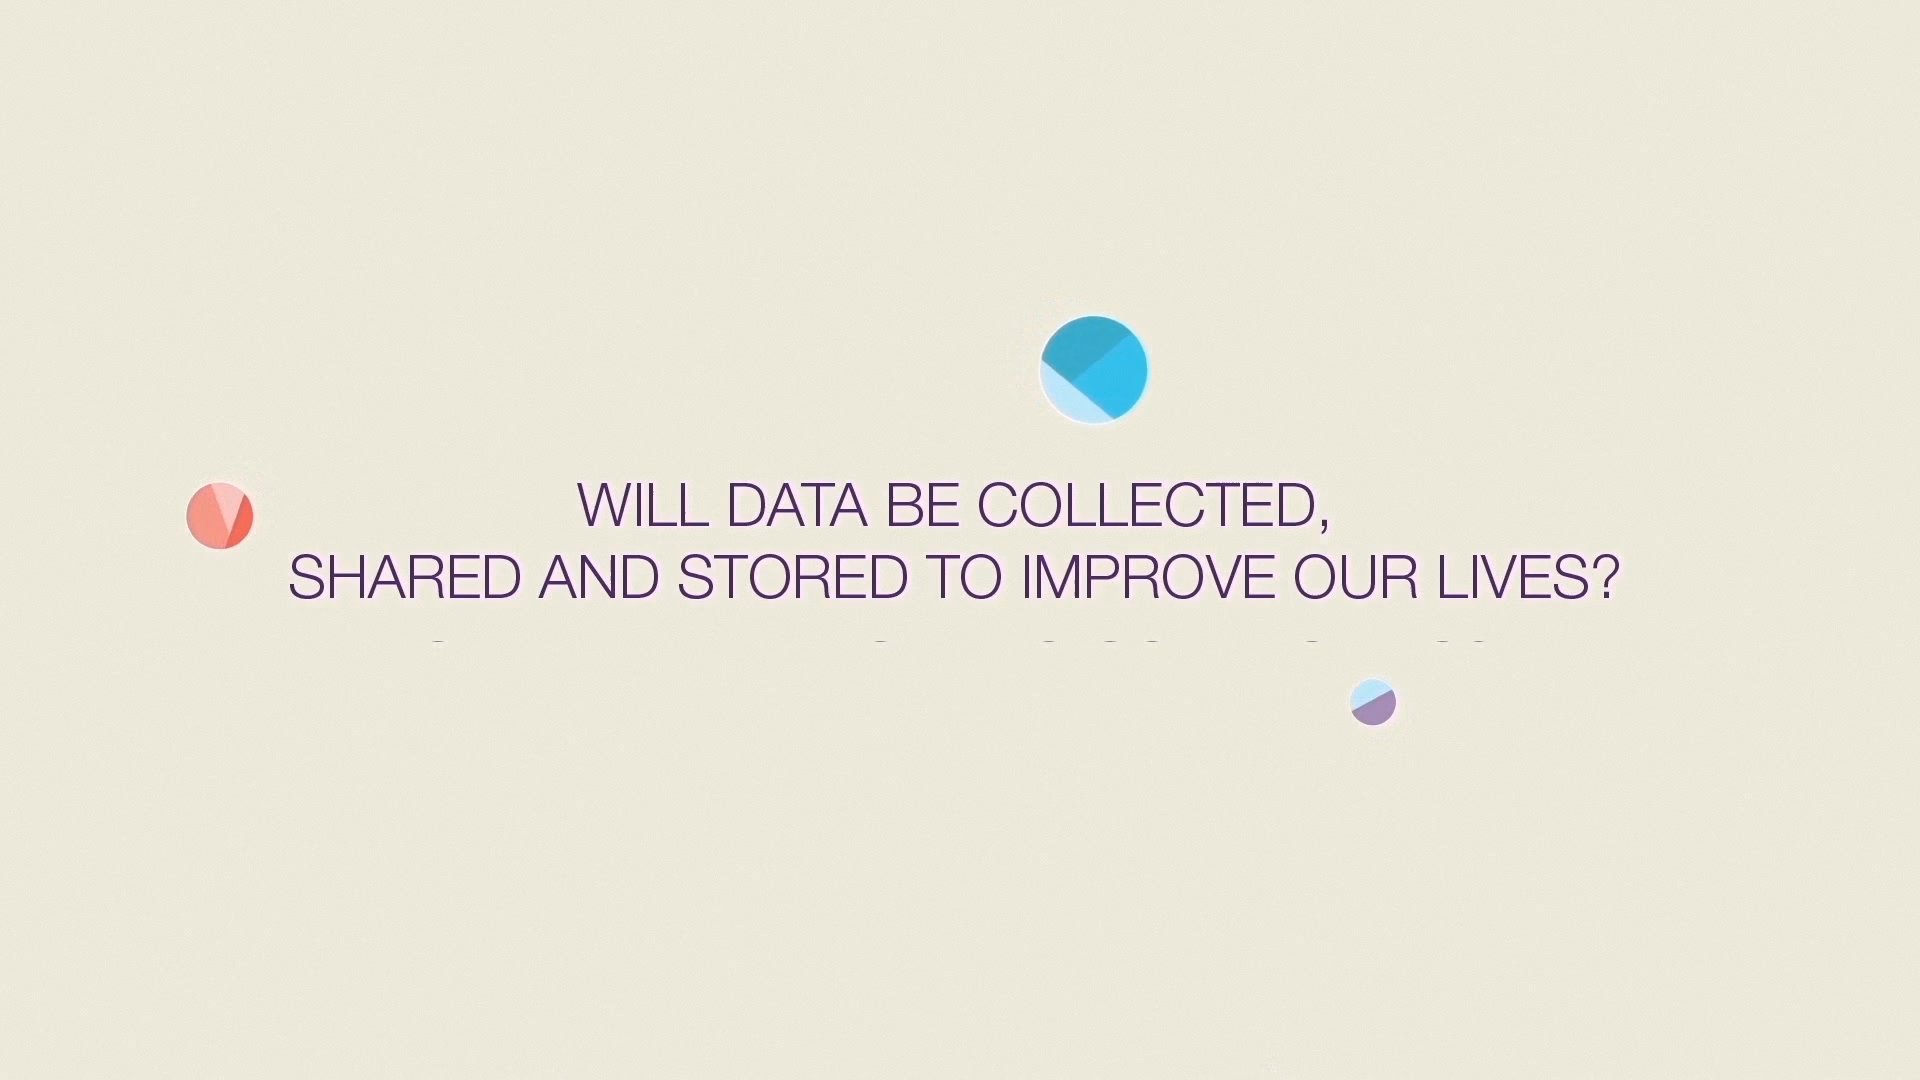 WILL DATA BE COLLECTED,
SHARED AND STORED TO IMPROVE OUR LIVES?